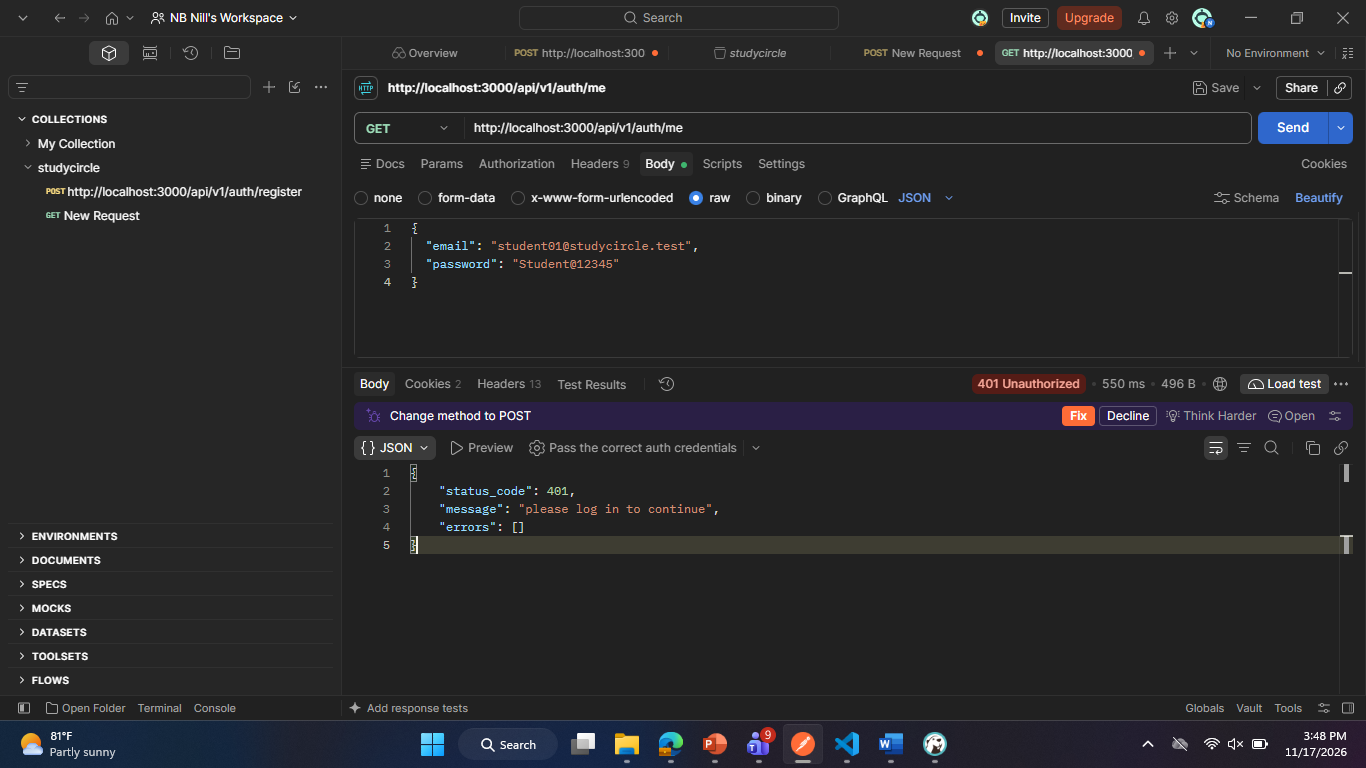 NB Nill's Workspace
Search
Invite
Upgrade
Overview
POST http://localhost:300
studycircle
POST New Request
GET http://localhost:3000
No Environment
HTTP http://localhost:3000/api/v1/auth/me
Save
Share
COLLECTIONS
My Collection
studycircle
POST http://localhost:3000/api/v1/auth/register
GET New Request
GET
http://localhost:3000/api/v1/auth/me
Send
Docs Params Authorization Headers 9 Body Scripts Settings Cookies
none form-data x-www-form-urlencoded raw binary GraphQL JSON Schema Beautify
1 {
2 "email": "student01@studycircle.test",
3 "password": "Student@12345"
4 }
Body Cookies 2 Headers 13 Test Results 401 Unauthorized • 550 ms • 496 B Load test
Change method to POST Fix Decline Think Harder Open
{} JSON Preview Pass the correct auth credentials
1 {
2 "status_code": 401,
3 "message": "please log in to continue",
4 "errors": []
5 }
ENVIRONMENTS
DOCUMENTS
SPECS
MOCKS
DATASETS
TOOLSETS
FLOWS
Open Folder Terminal Console Add response tests Globals Vault Tools
81°F
Partly sunny
Search
9
3:48 PM
11/17/2026